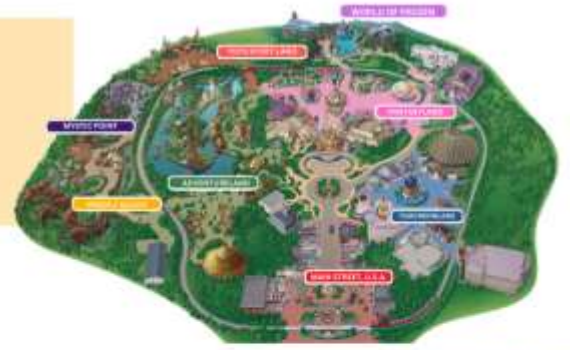 WORLD OF FROZEN
TOY STORY LAND
FANTASYLAND
MYSTIC POINT
ADVENTURELAND
GRIZZLY GULCH
TOMORROWLAND
MAIN STREET, U.S.A.